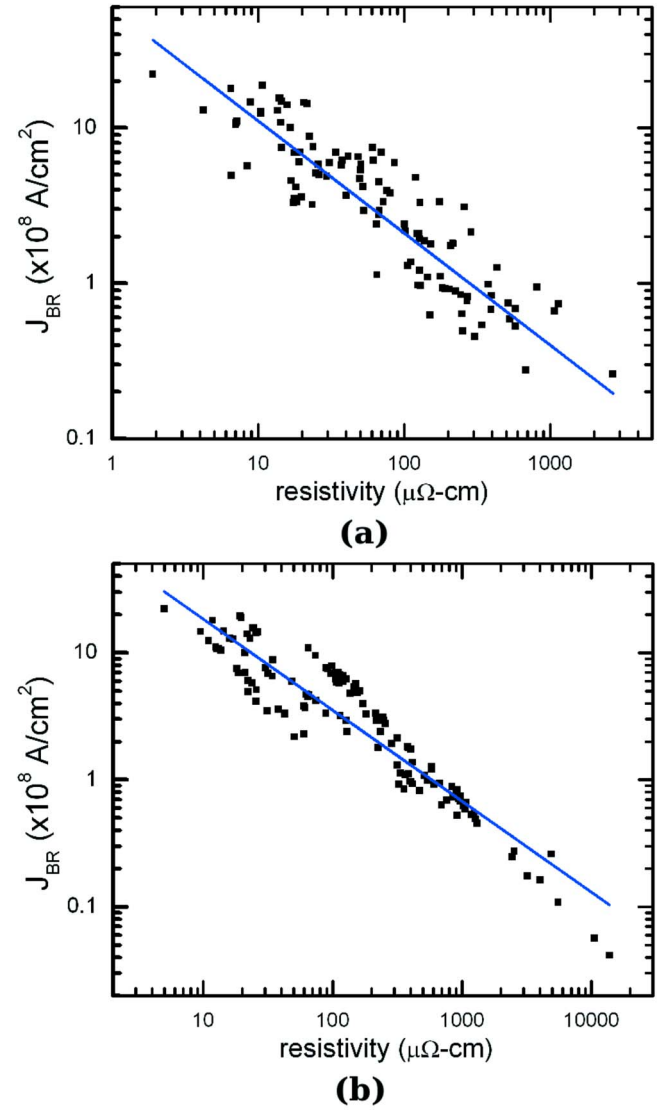 10
1
0.1
J_BR (x10^8 A/cm^2)
1 10 100 1000
resistivity (μΩ-cm)
(a)
10
1
0.1
J_BR (x10^8 A/cm^2)
10 100 1000 10000
resistivity (μΩ-cm)
(b)